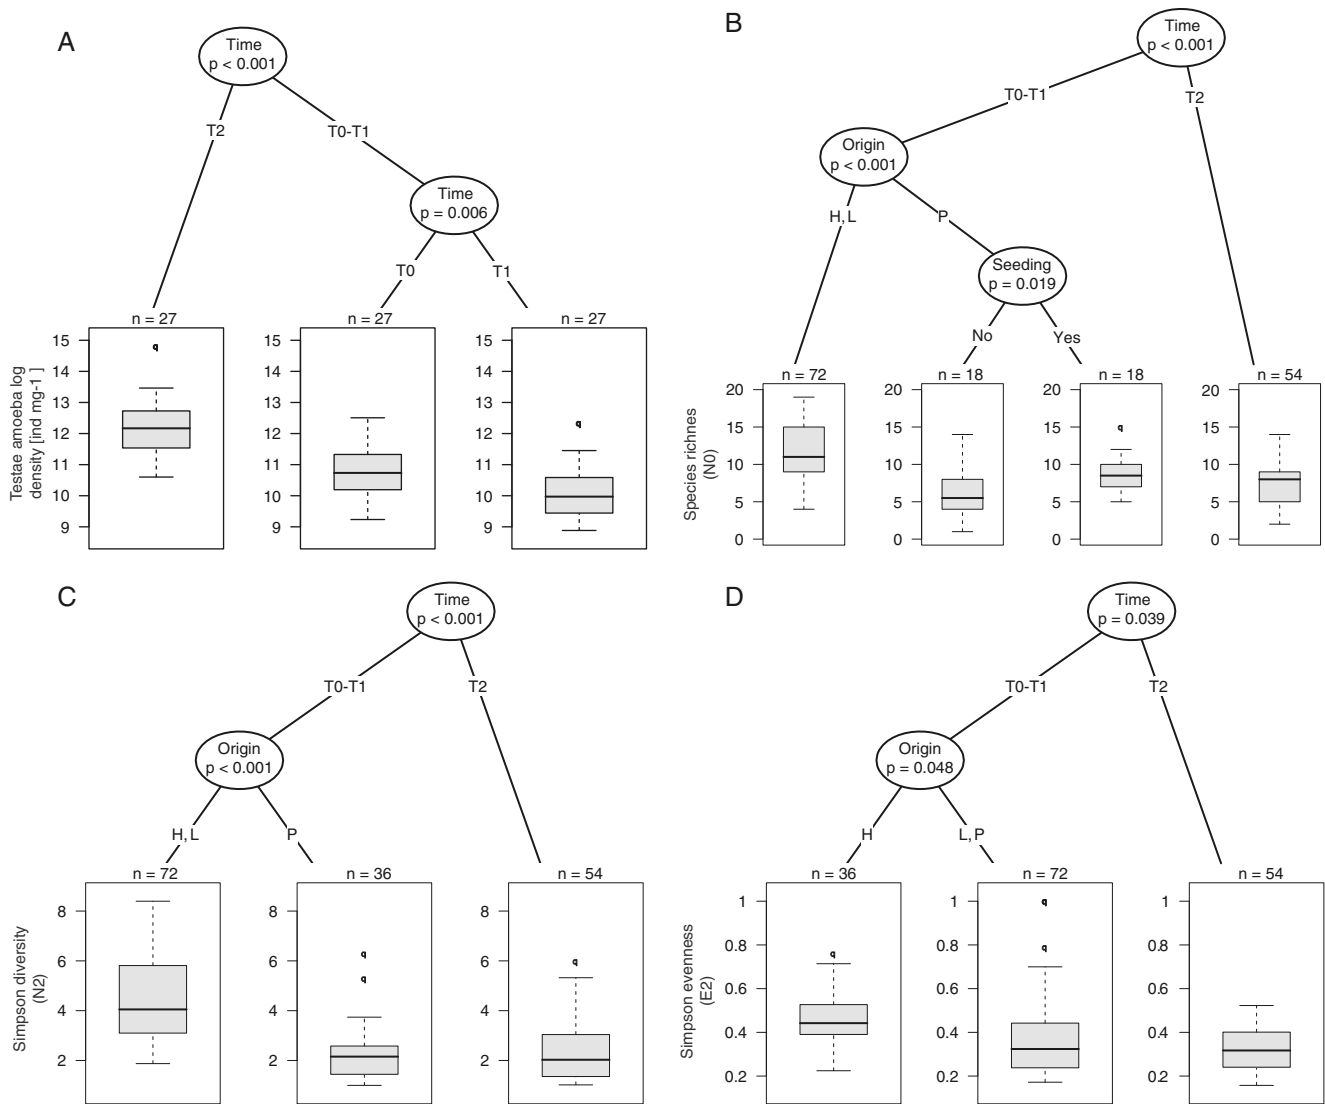 A
Time
p < 0.001
T2
T0-T1
Time
p = 0.006
T0
T1
n = 27
n = 27
n = 27
Testae amoeba log
density [ind mg-1 ]
15
14
13
12
11
10
9
q
15
14
13
12
11
10
9
15
14
13
12
11
10
9
q
B
Time
p < 0.001
T0-T1
T2
Origin
p < 0.001
H, L
P
Seeding
p = 0.019
No
Yes
n = 72
n = 18
n = 18
n = 54
Species richnes
(N0)
20
15
10
5
0
20
15
10
5
0
20
15
10
5
0
q
20
15
10
5
0
C
Time
p < 0.001
T0-T1
T2
Origin
p < 0.001
H, L
P
n = 72
n = 36
n = 54
Simpson diversity
(N2)
8
6
4
2
8
6
4
2
q
q
8
6
4
2
q
D
Time
p = 0.039
T0-T1
T2
Origin
p = 0.048
H
L, P
n = 36
n = 72
n = 54
Simpson evenness
(E2)
1
0.8
0.6
0.4
0.2
q
1
0.8
0.6
0.4
0.2
q
q
1
0.8
0.6
0.4
0.2